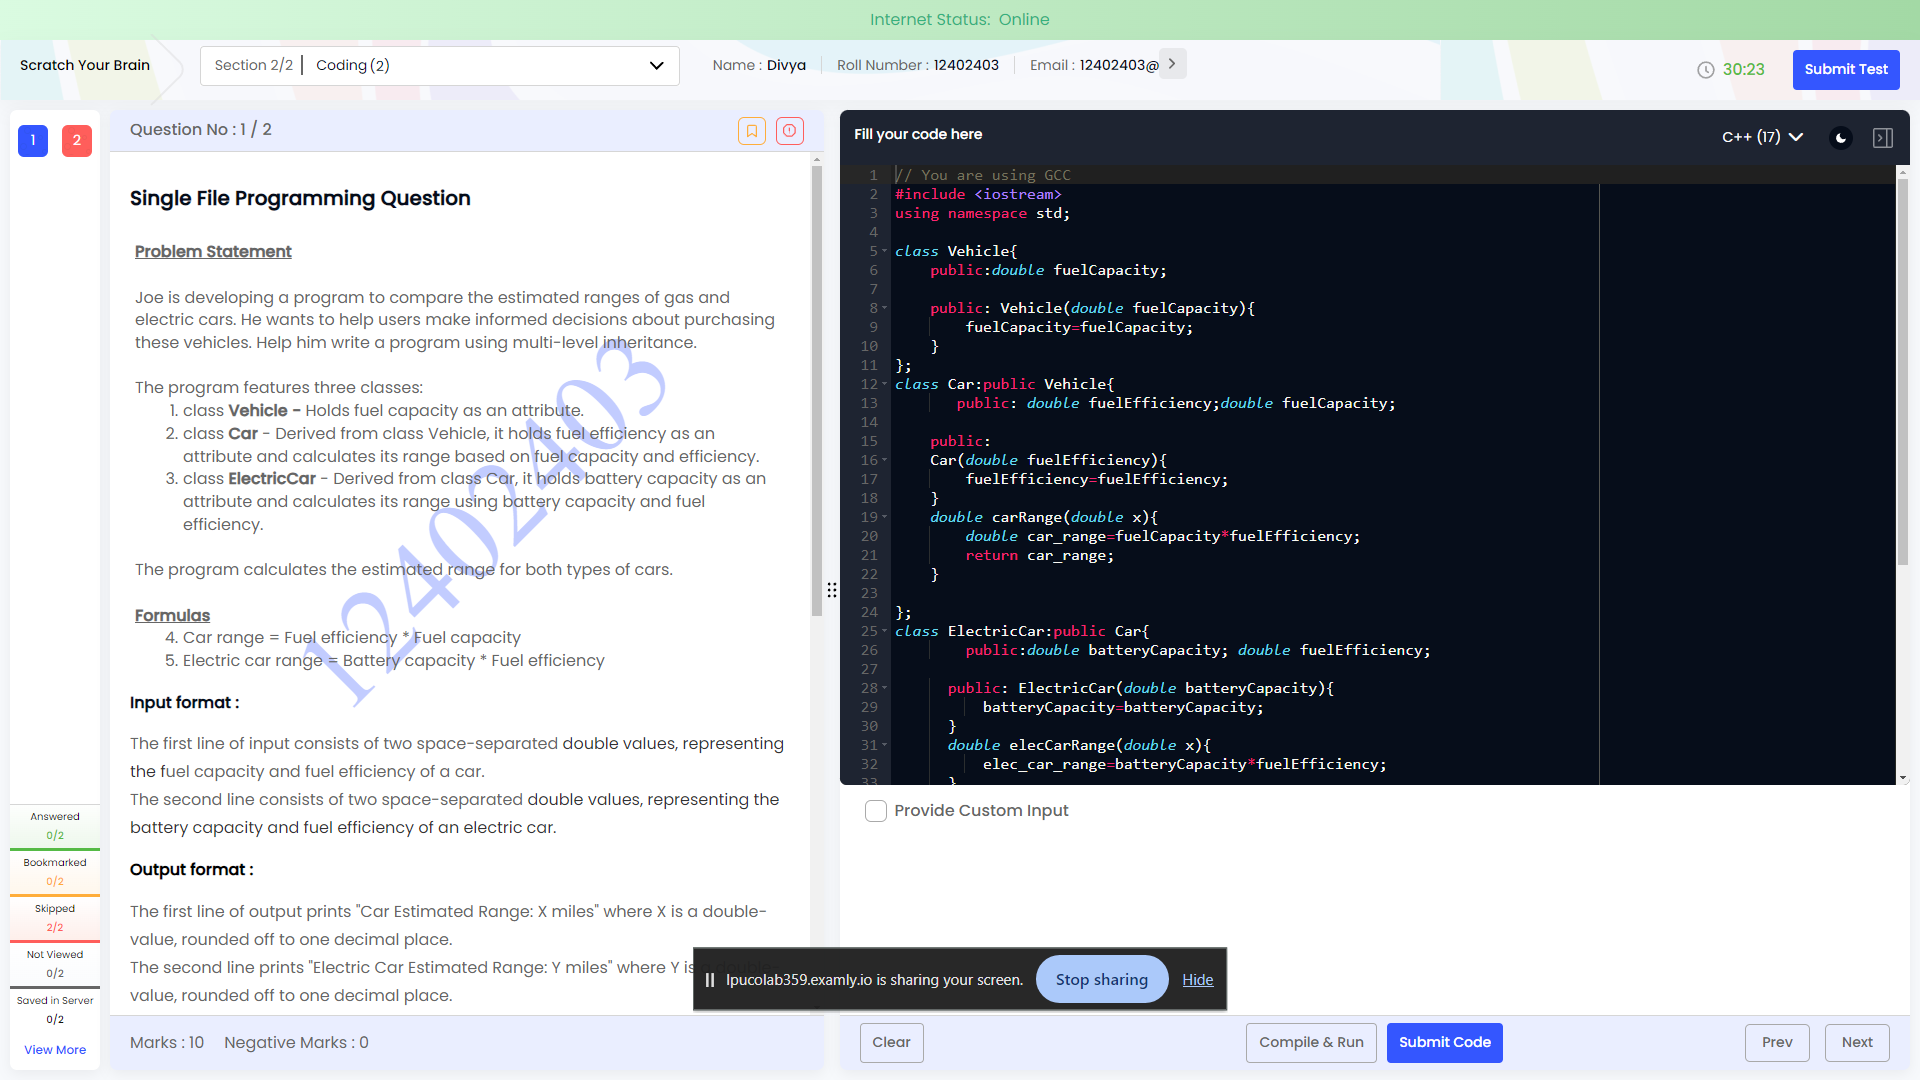 Internet Status: Online
Scratch Your Brain
Section 2/2 | Coding (2)
Name : Divya
Roll Number : 12402403
Email : 12402403@
30:23
Submit Test
1
2
Question No : 1 / 2
Single File Programming Question
Problem Statement
Joe is developing a program to compare the estimated ranges of gas and
electric cars. He wants to help users make informed decisions about purchasing
these vehicles. Help him write a program using multi-level inheritance.
The program features three classes:
1. class Vehicle - Holds fuel capacity as an attribute.
2. class Car - Derived from class Vehicle, it holds fuel efficiency as an
attribute and calculates its range based on fuel capacity and efficiency.
3. class ElectricCar - Derived from class Car, it holds battery capacity as an
attribute and calculates its range using battery capacity and fuel
efficiency.
The program calculates the estimated range for both types of cars.
Formulas
4. Car range = Fuel efficiency * Fuel capacity
5. Electric car range = Battery capacity * Fuel efficiency
Input format :
The first line of input consists of two space-separated double values, representing
the fuel capacity and fuel efficiency of a car.
The second line consists of two space-separated double values, representing the
battery capacity and fuel efficiency of an electric car.
Output format :
The first line of output prints "Car Estimated Range: X miles" where X is a double-
value, rounded off to one decimal place.
The second line prints "Electric Car Estimated Range: Y miles" where Y is
value, rounded off to one decimal place.
12402403
Marks : 10
Negative Marks : 0
Answered
0/2
Bookmarked
0/2
Skipped
2/2
Not Viewed
0/2
Saved in Server
0/2
View More
Fill your code here
C++ (17)
1 // You are using GCC
2 #include <iostream>
3 using namespace std;
4
5 class Vehicle{
6 public:double fuelCapacity;
7
8 public: Vehicle(double fuelCapacity){
9 fuelCapacity=fuelCapacity;
10 }
11 };
12 class Car:public Vehicle{
13 public: double fuelEfficiency;double fuelCapacity;
14
15 public:
16 Car(double fuelEfficiency){
17 fuelEfficiency=fuelEfficiency;
18 }
19 double carRange(double x){
20 double car_range=fuelCapacity*fuelEfficiency;
21 return car_range;
22 }
23
24 };
25 class ElectricCar:public Car{
26 public:double batteryCapacity; double fuelEfficiency;
27
28 public: ElectricCar(double batteryCapacity){
29 batteryCapacity=batteryCapacity;
30 }
31 double elecCarRange(double x){
32 elec_car_range=batteryCapacity*fuelEfficiency;
33 }
Provide Custom Input
lpucolab359.examly.io is sharing your screen.
Stop sharing
Hide
Clear
Compile & Run
Submit Code
Prev
Next